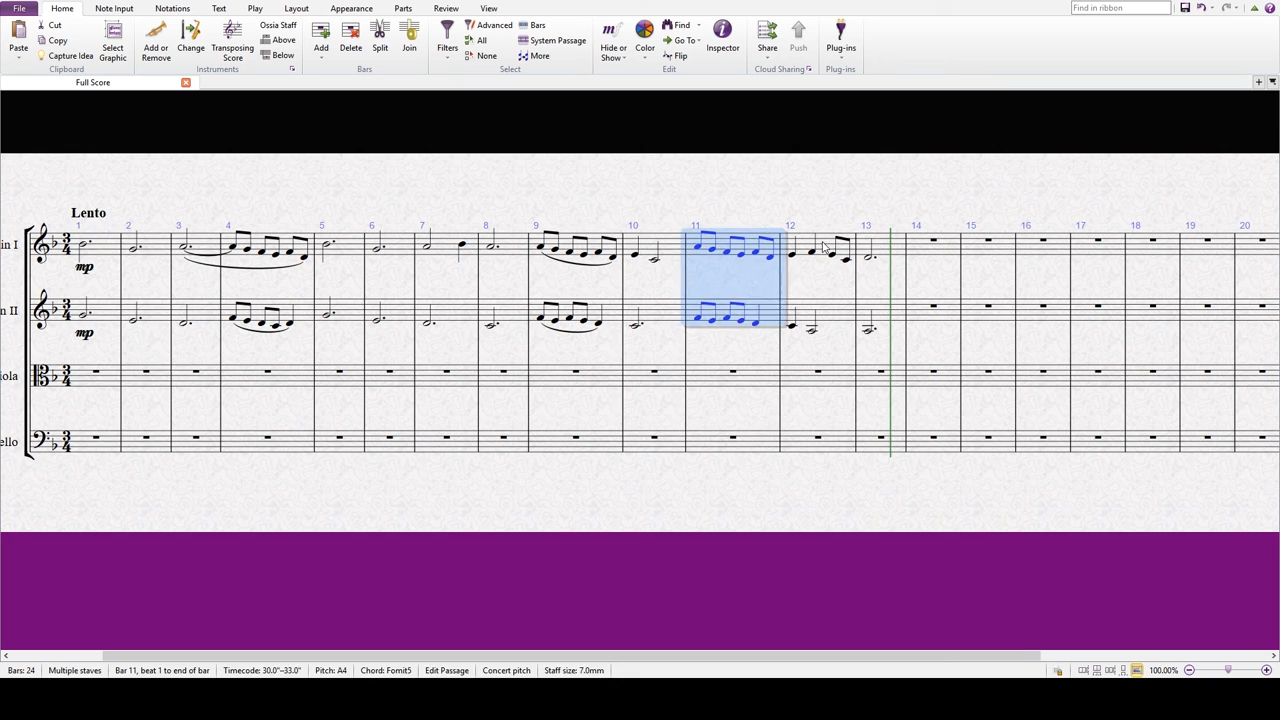 File Home Note Input Notations Text Play Layout Appearance Parts Review View Find in ribbon
Paste Cut Copy Capture Idea Select Graphic Clipboard
Add or Remove Change Transposing Score Ossia Staff Above Below Instruments
Add Delete Split Join Bars
Filters Advanced All None Bars System Passage More Select
Hide or Show Color Find Go To Flip Inspector Edit
Share Push Cloud Sharing
Plug-ins Plug-ins
Full Score
Lento
1 2 3 4 5 6 7 8 9 10 11 12 13 14 15 16 17 18 19 20
in I
mp
n II
mp
iola
ello
Bars: 24 Multiple staves Bar 11, beat 1 to end of bar Timecode: 30.0"–33.0" Pitch: A4 Chord: Fomit5 Edit Passage Concert pitch Staff size: 7.0mm 100.00%